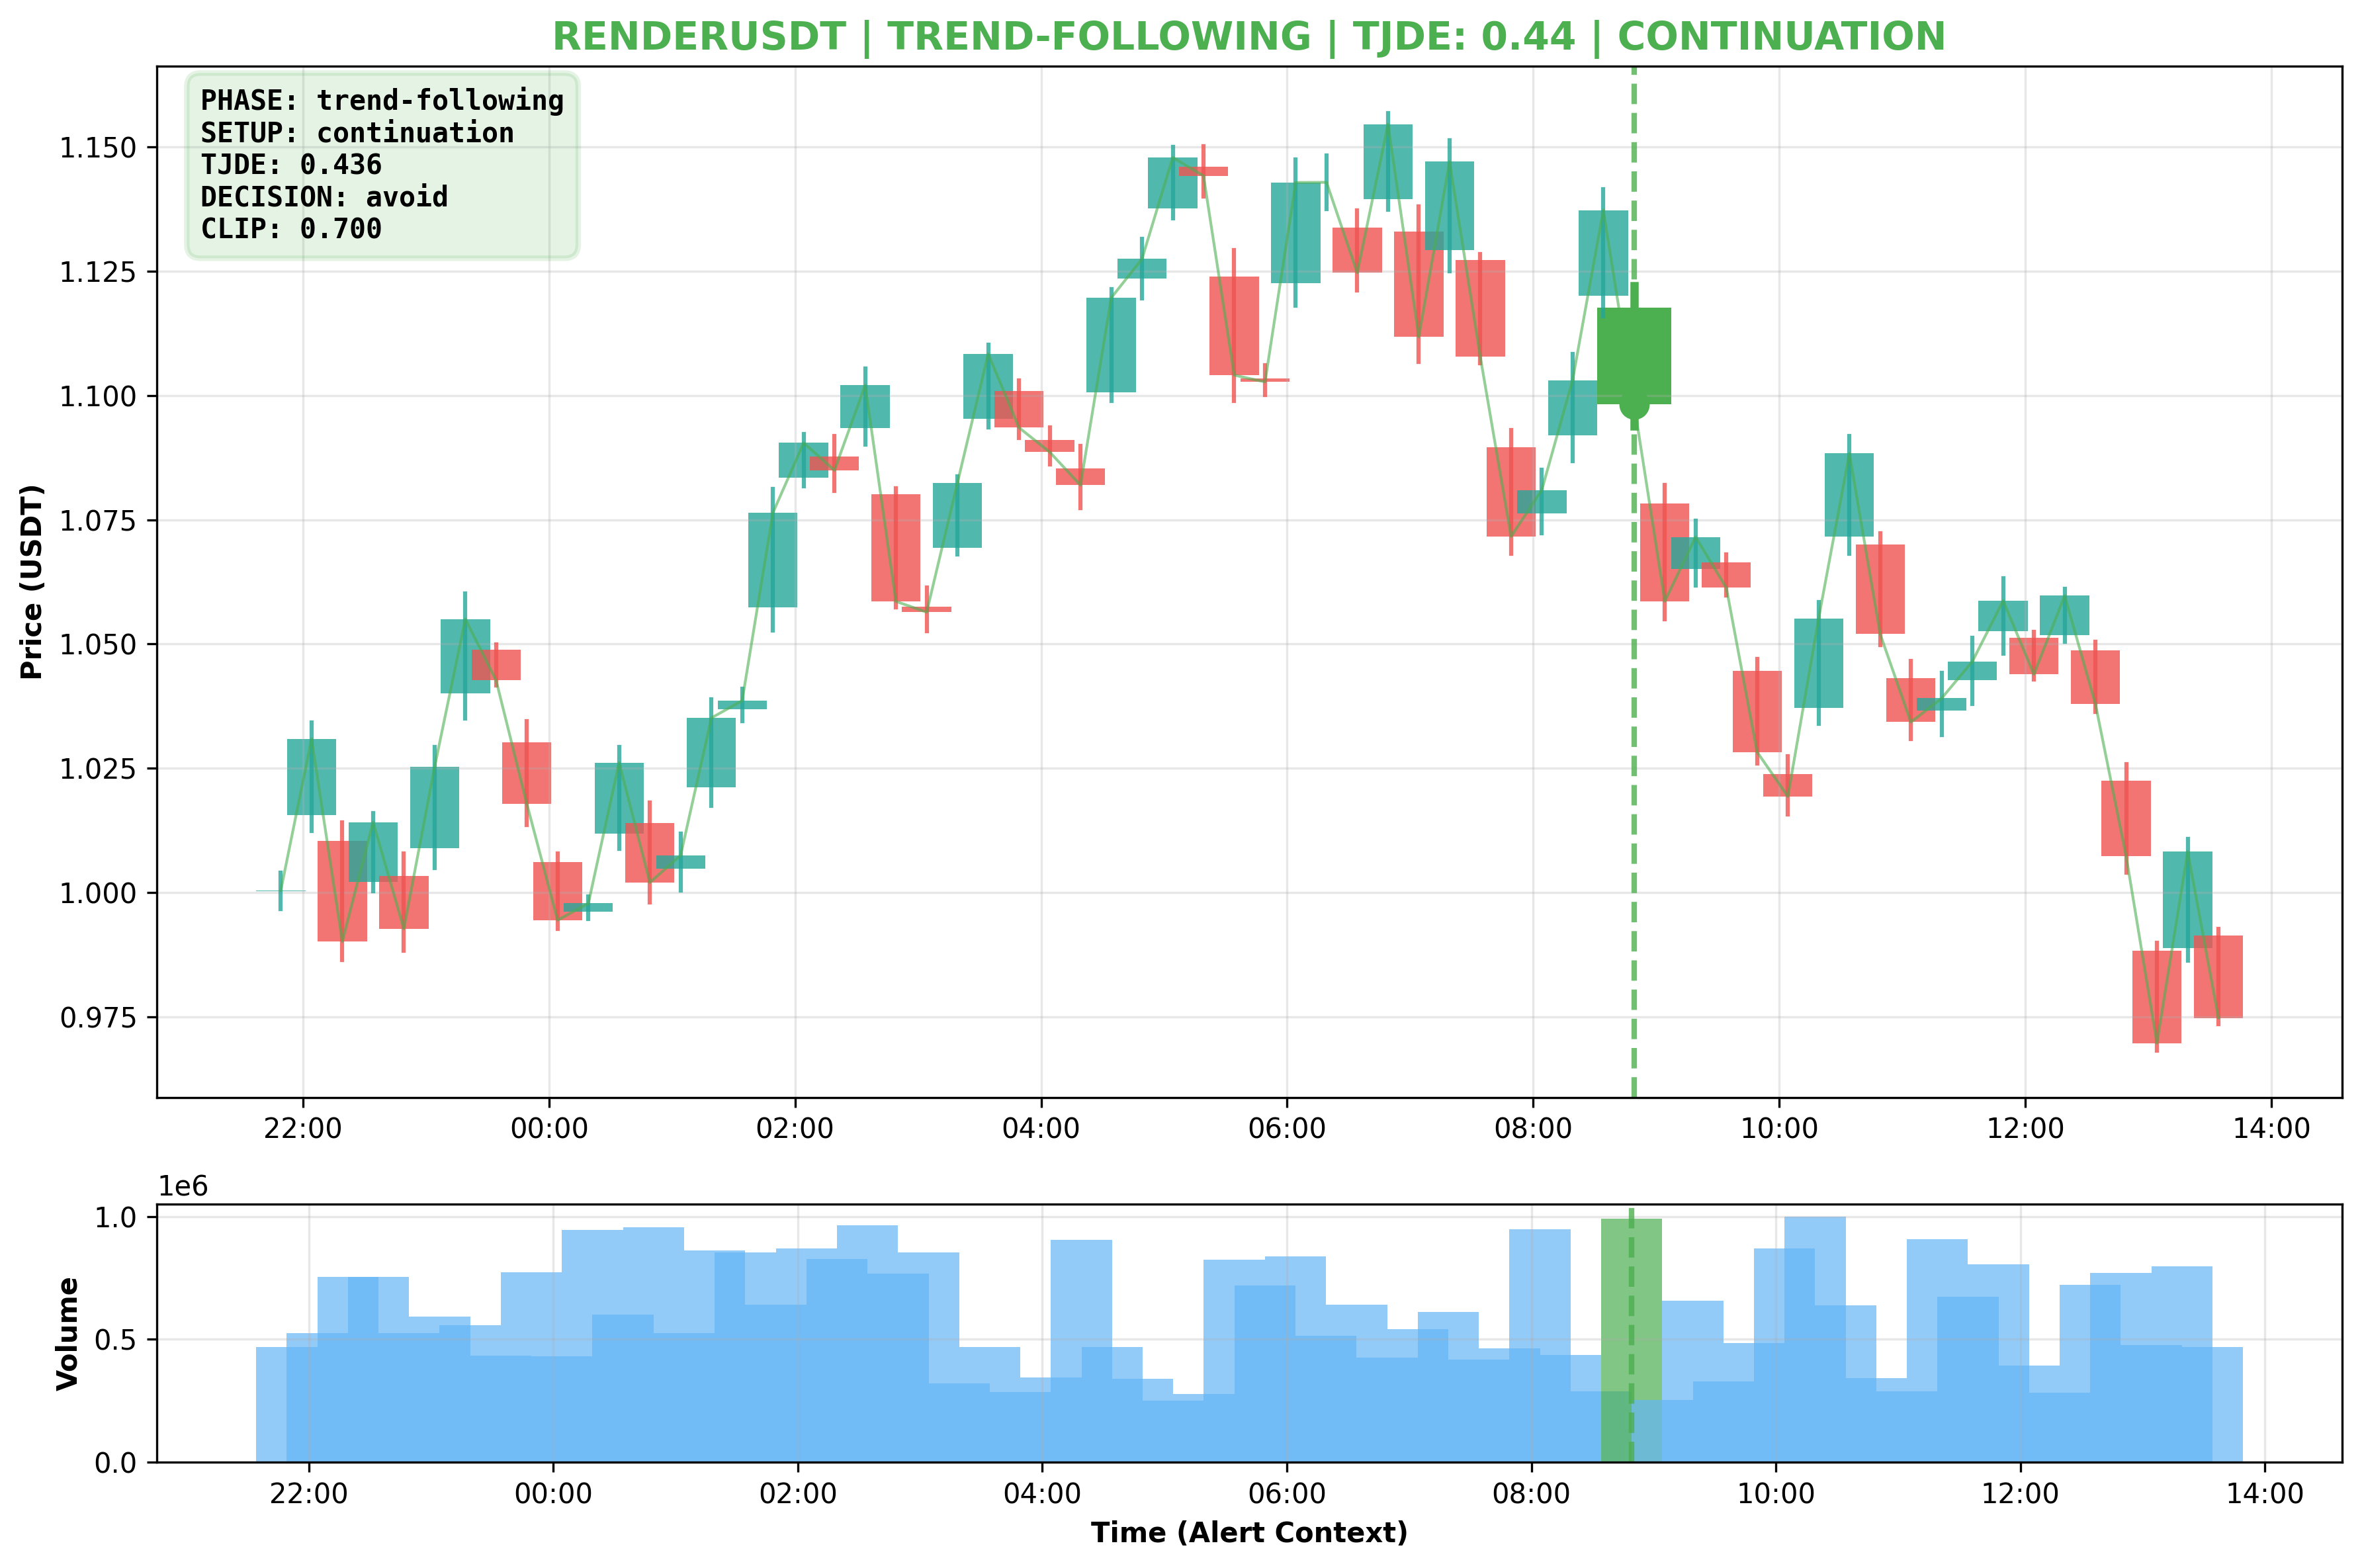 RENDERUSDT | TREND-FOLLOWING | TJDE: 0.44 | CONTINUATION
PHASE: trend-following
SETUP: continuation
TJDE: 0.436
DECISION: avoid
CLIP: 0.700
Price (USDT)
1.150
1.125
1.100
1.075
1.050
1.025
1.000
0.975
22:00 00:00 02:00 04:00 06:00 08:00 10:00 12:00 14:00
1e6
Volume
1.0
0.5
0.0
22:00 00:00 02:00 04:00 06:00 08:00 10:00 12:00 14:00
Time (Alert Context)